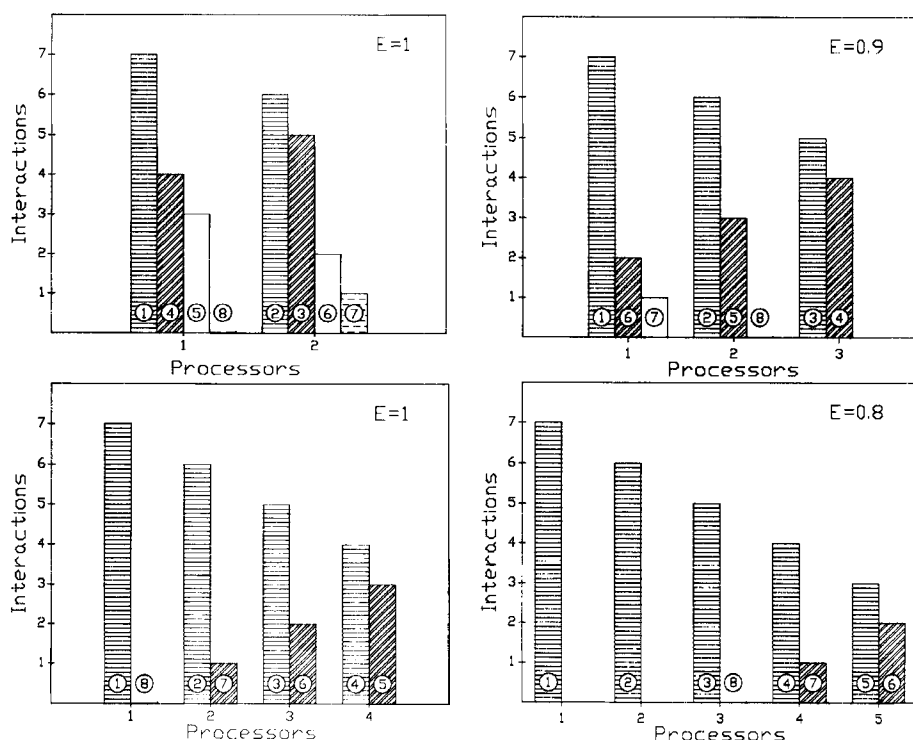 E=1
Interactions
7
6
5
4
3
2
1
① ④ ⑤ ⑧ ② ③ ⑥ ⑦
1 2
Processors
E=0.9
Interactions
7
6
5
4
3
2
1
① ⑥ ⑦ ② ⑤ ⑧ ③ ④
1 2 3
Processors
E=1
Interactions
7
6
5
4
3
2
1
① ⑧ ② ⑦ ③ ⑥ ④ ⑤
1 2 3 4
Processors
E=0.8
Interactions
7
6
5
4
3
2
1
① ② ③ ⑧ ④ ⑦ ⑤ ⑥
1 2 3 4 5
Processors